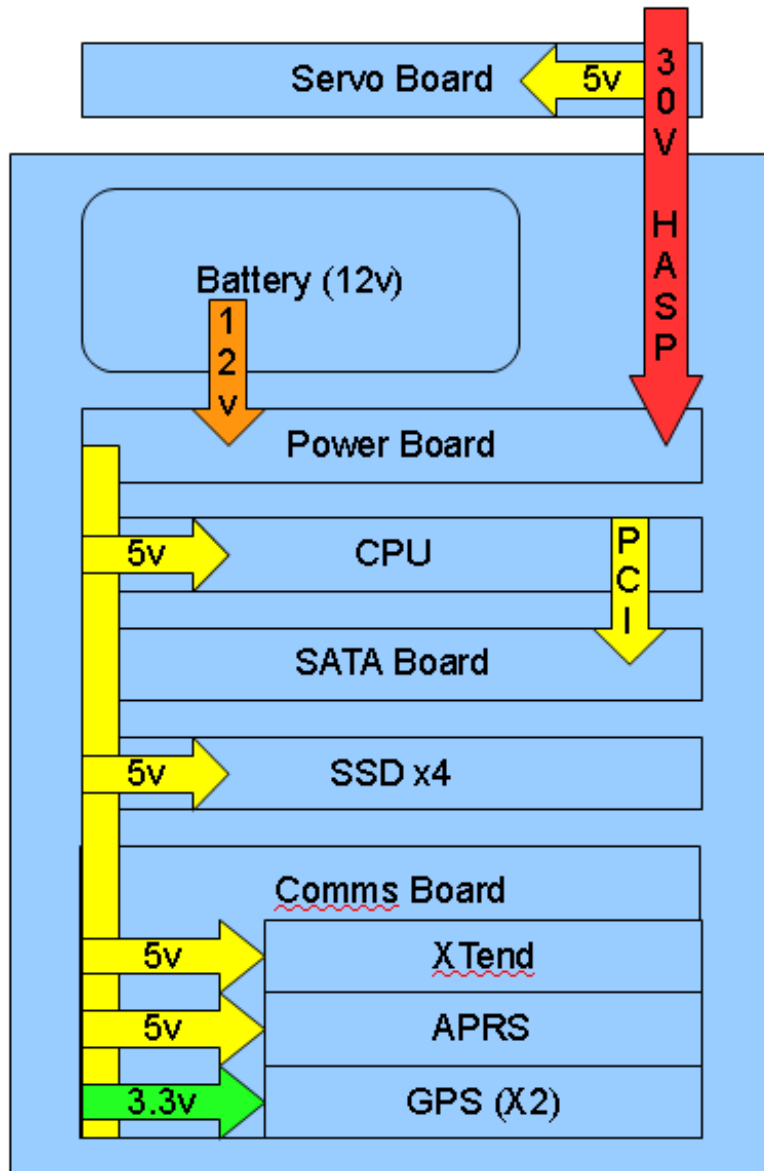 Servo Board
5v
30V HASP
Battery (12v)
12v
Power Board
5v
CPU
PCI
SATA Board
5v
SSD x4
Comms Board
5v
XTend
5v
APRS
3.3v
GPS (X2)